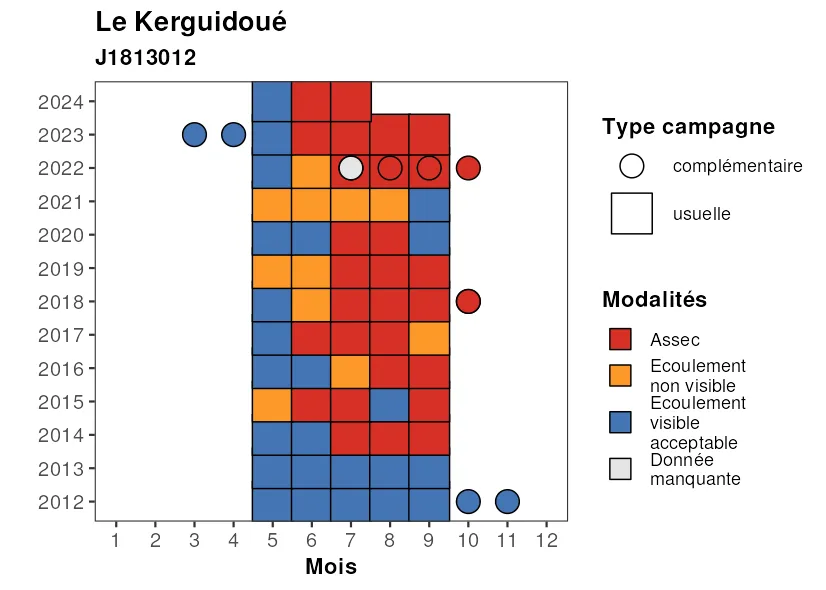 Le Kerguidoué
J1813012
2024
2023
2022
2021
2020
2019
2018
2017
2016
2015
2014
2013
2012
1 2 3 4 5 6 7 8 9 10 11 12
Mois
Type campagne
complémentaire
usuelle
Modalités
Assec
Ecoulement
non visible
Ecoulement
visible
acceptable
Donnée
manquante